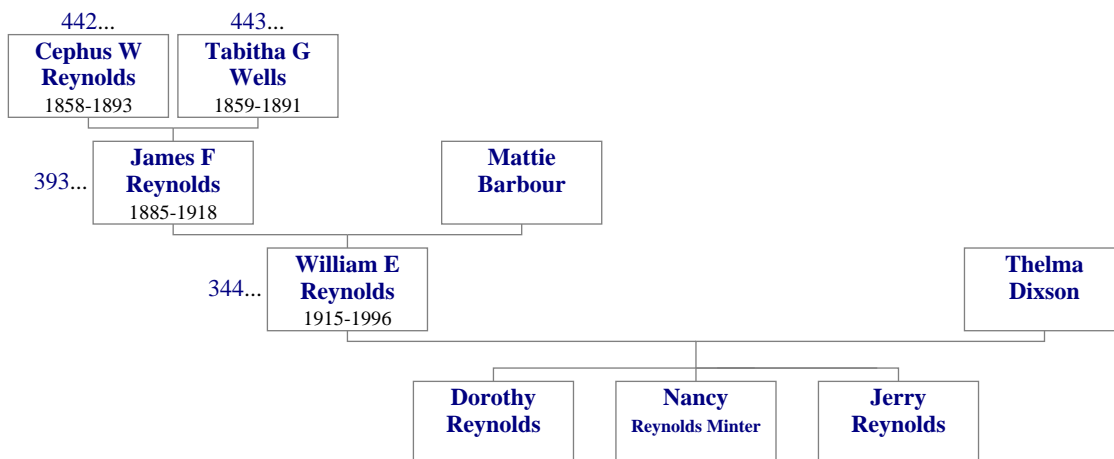 442...
443...
Cephus W
Reynolds
1858-1893
Tabitha G
Wells
1859-1891
393...
James F
Reynolds
1885-1918
Mattie
Barbour
344...
William E
Reynolds
1915-1996
Thelma
Dixson
Dorothy
Reynolds
Nancy
Reynolds Minter
Jerry
Reynolds